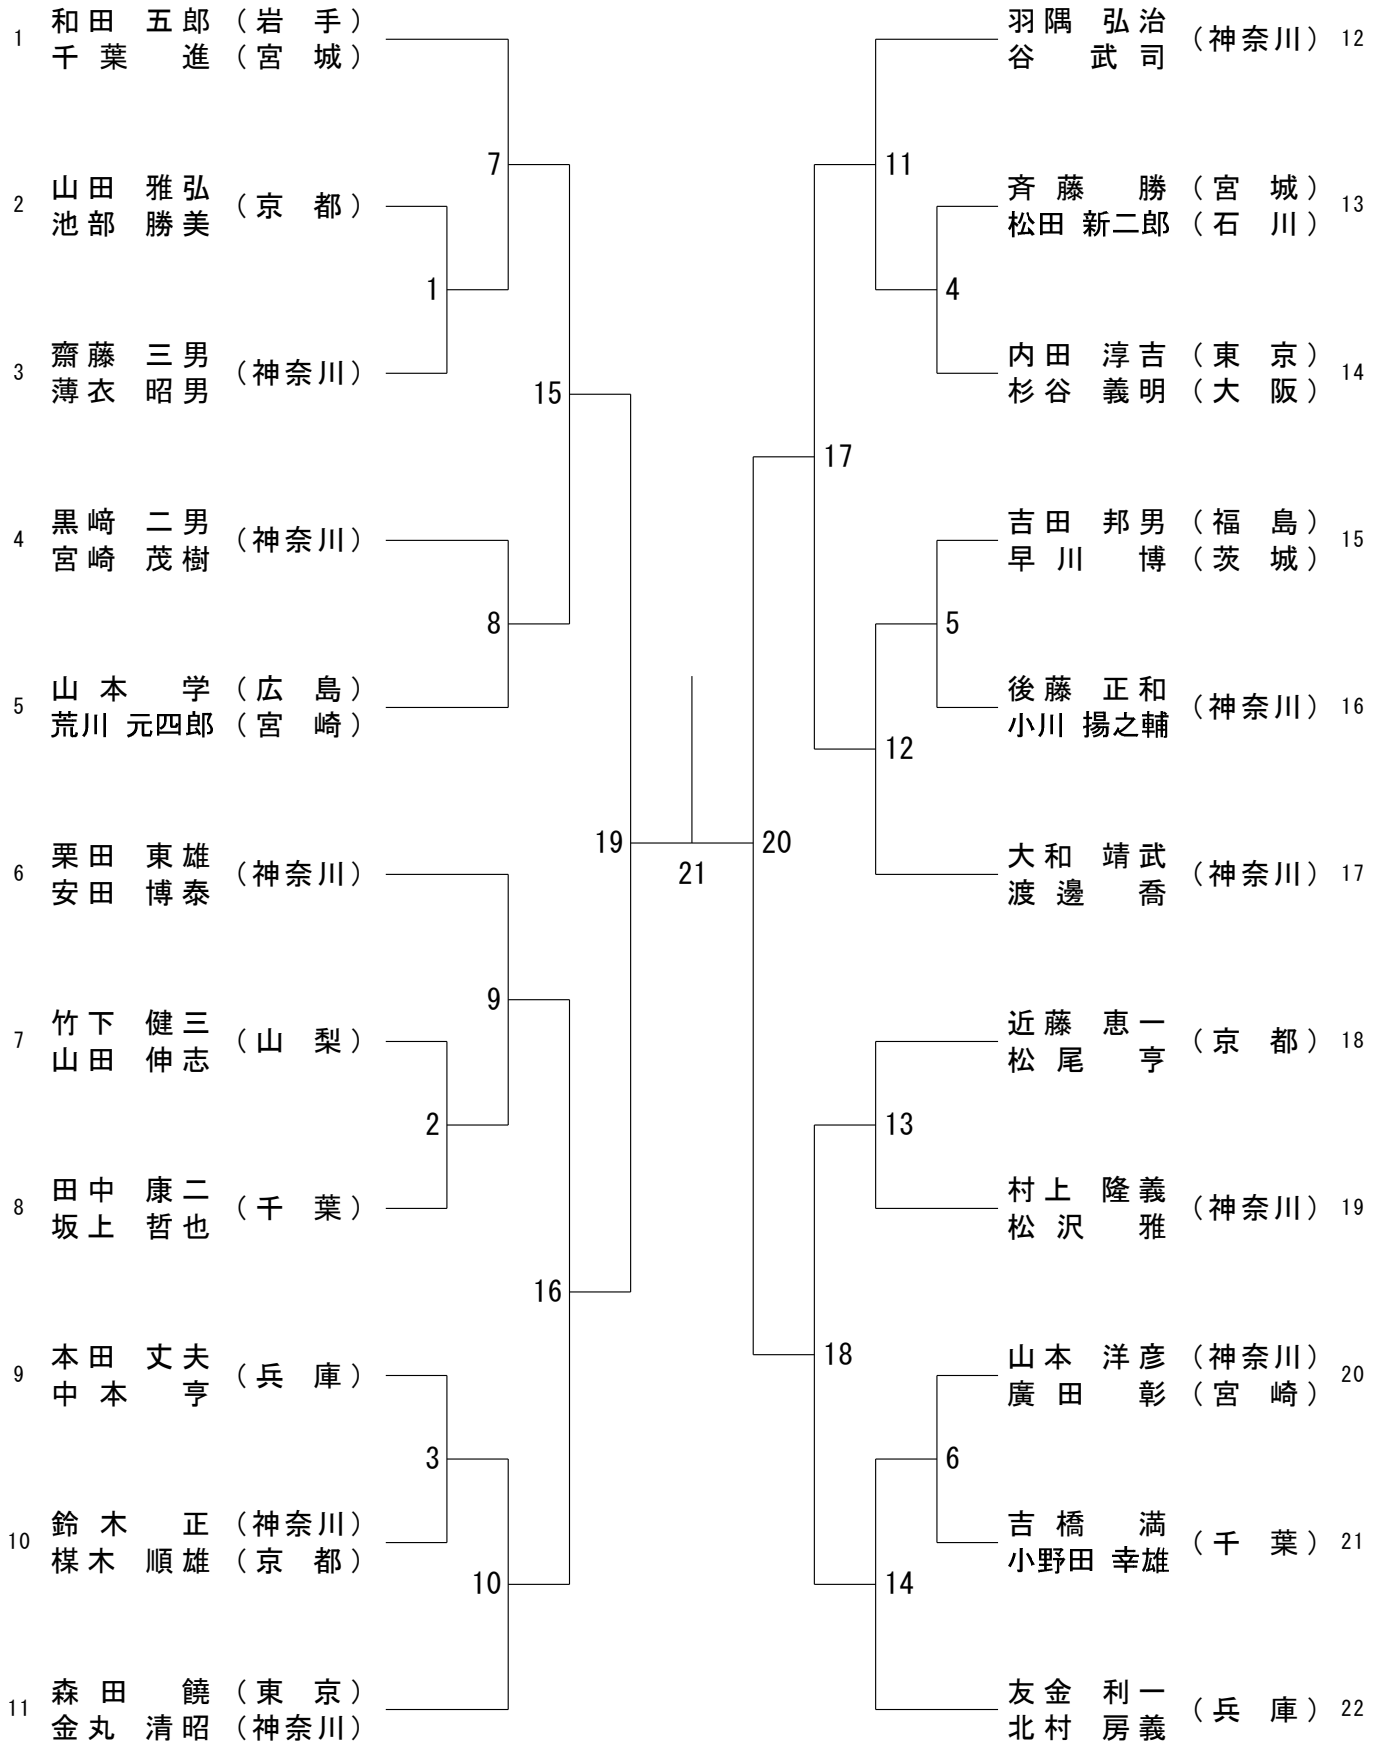 1 和田 五郎 (岩 手)
千葉 進 (宮 城)
2 山田 雅弘 (京 都)
池部 勝美
3 齋藤 三男 (神奈川)
薄衣 昭男
4 黒﨑 二男 (神奈川)
宮崎 茂樹
5 山本 学 (広 島)
荒川 元四郎 (宮 崎)
6 栗田 東雄 (神奈川)
安田 博泰
7 竹下 健三 (山 梨)
山田 伸志
8 田中 康二 (千 葉)
坂上 哲也
9 本田 丈夫 (兵 庫)
中本 亨
10 鈴木 正 (神奈川)
楳木 順雄 (京 都)
11 森田 饒 (東 京)
金丸 清昭 (神奈川)
7
1
15
8
19
9
2
16
3
10
21
11
4
17
5
12
20
13
18
6
14
羽隅 弘治 (神奈川) 12
谷 武司
斉藤 勝 (宮 城) 13
松田 新二郎 (石 川)
内田 淳吉 (東 京) 14
杉谷 義明 (大 阪)
吉田 邦男 (福 島) 15
早川 博 (茨 城)
後藤 正和 (神奈川) 16
小川 揚之輔
大和 靖武 (神奈川) 17
渡邊 喬
近藤 恵一 (京 都) 18
松尾 亨
村上 隆義 (神奈川) 19
松沢 雅
山本 洋彦 (神奈川) 20
廣田 彰 (宮 崎)
吉橋 満 (千 葉) 21
小野田 幸雄
友金 利一 (兵 庫) 22
北村 房義